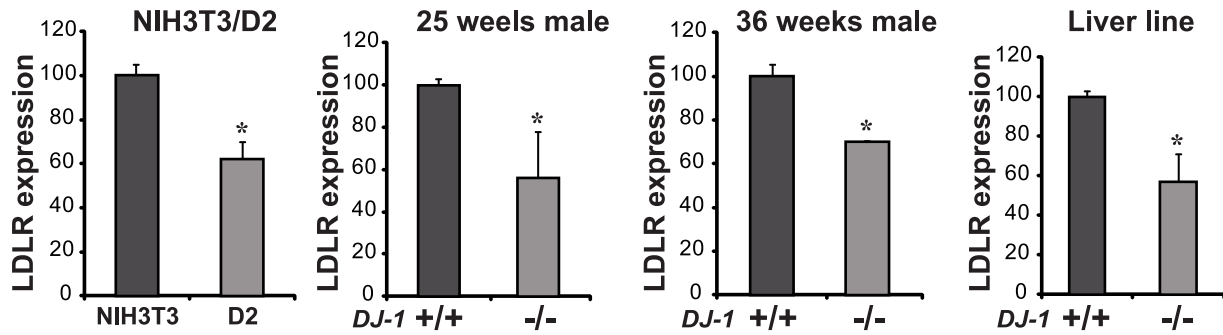 NIH3T3/D2
LDLR expression
120
100
80
60
40
20
0
*
NIH3T3 D2
25 weels male
LDLR expression
120
100
80
60
40
20
0
*
DJ-1 +/+ -/-
36 weeks male
LDLR expression
120
100
80
60
40
20
0
*
DJ-1 +/+ -/-
Liver line
LDLR expression
120
100
80
60
40
20
0
*
DJ-1 +/+ -/-